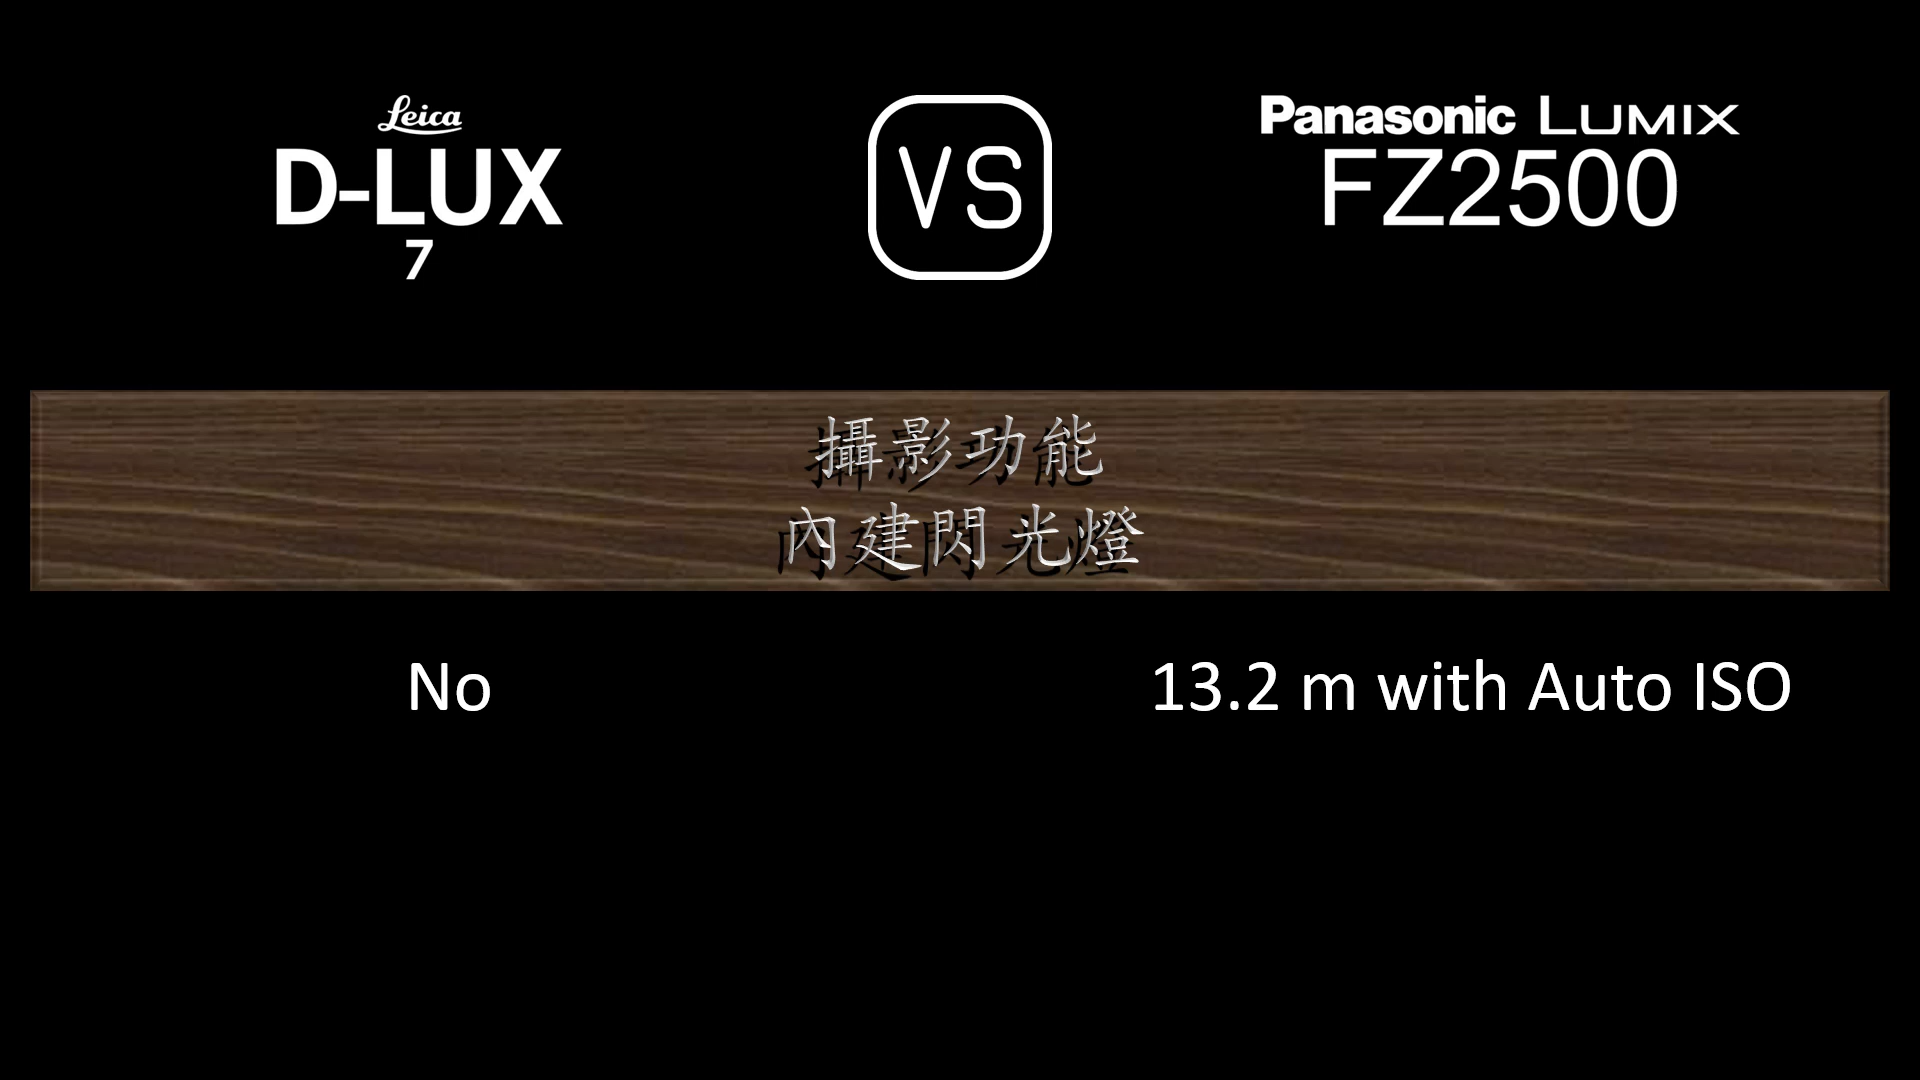 Leica
D-LUX
7
VS
Panasonic LUMIX
FZ2500
攝影功能
內建閃光燈
No
13.2 m with Auto ISO